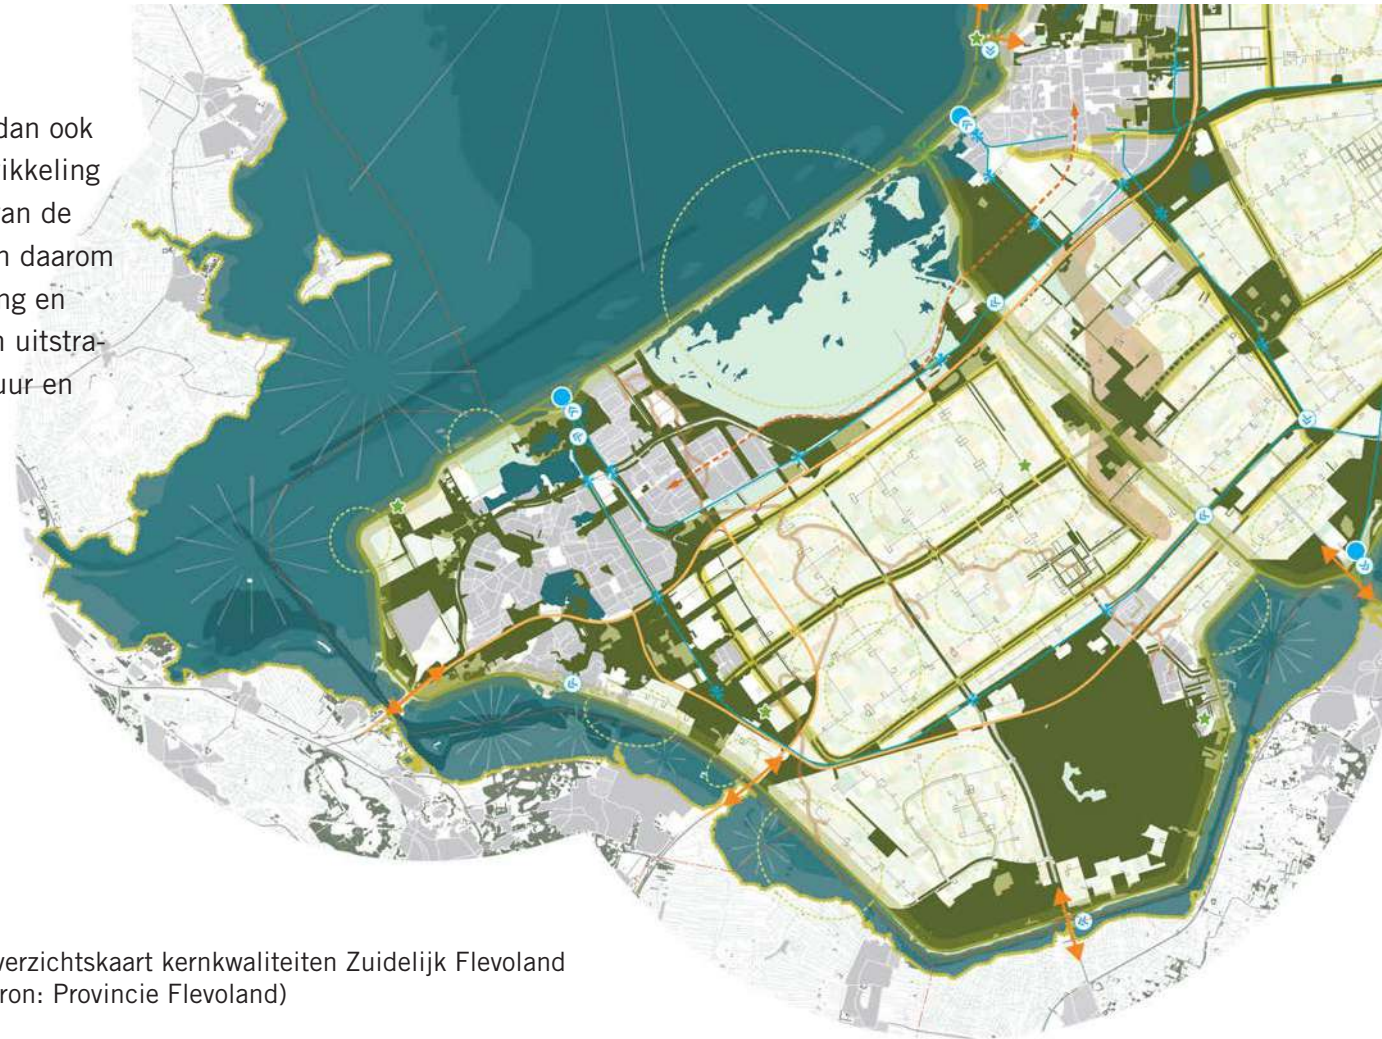 dan ook
ikkeling
an de
n daarom
ng en
n uitstra-
uur en
verzichtskaart kernkwaliteiten Zuidelijk Flevoland
ron: Provincie Flevoland)